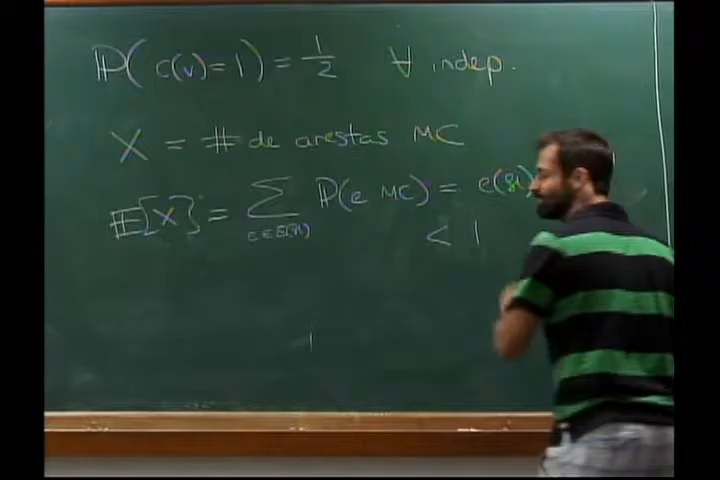 ℙ( c(v)=1 ) = 1/2 ∀ indep.
X = # de arestas MC
𝔼[X] = Σ ℙ(e MC) = e(H)
e∈E(H)
< 1